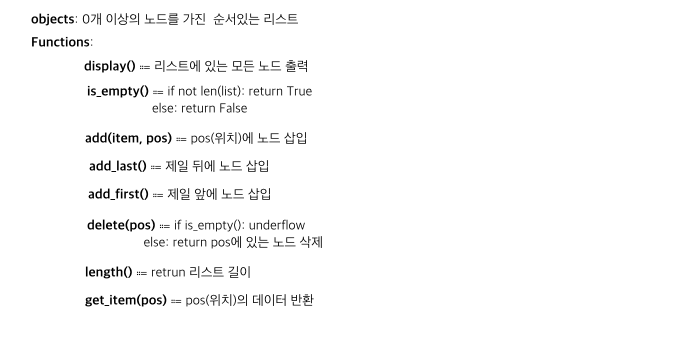 objects: 0개 이상의 노드를 가진 순서있는 리스트
Functions:
display() ::= 리스트에 있는 모든 노드 출력
is_empty() ::= if not len(list): return True
else: return False
add(item, pos) ::= pos(위치)에 노드 삽입
add_last() ::= 제일 뒤에 노드 삽입
add_first() ::= 제일 앞에 노드 삽입
delete(pos) ::= if is_empty(): underflow
else: return pos에 있는 노드 삭제
length() ::= retrun 리스트 길이
get_item(pos) ::= pos(위치)의 데이터 반환